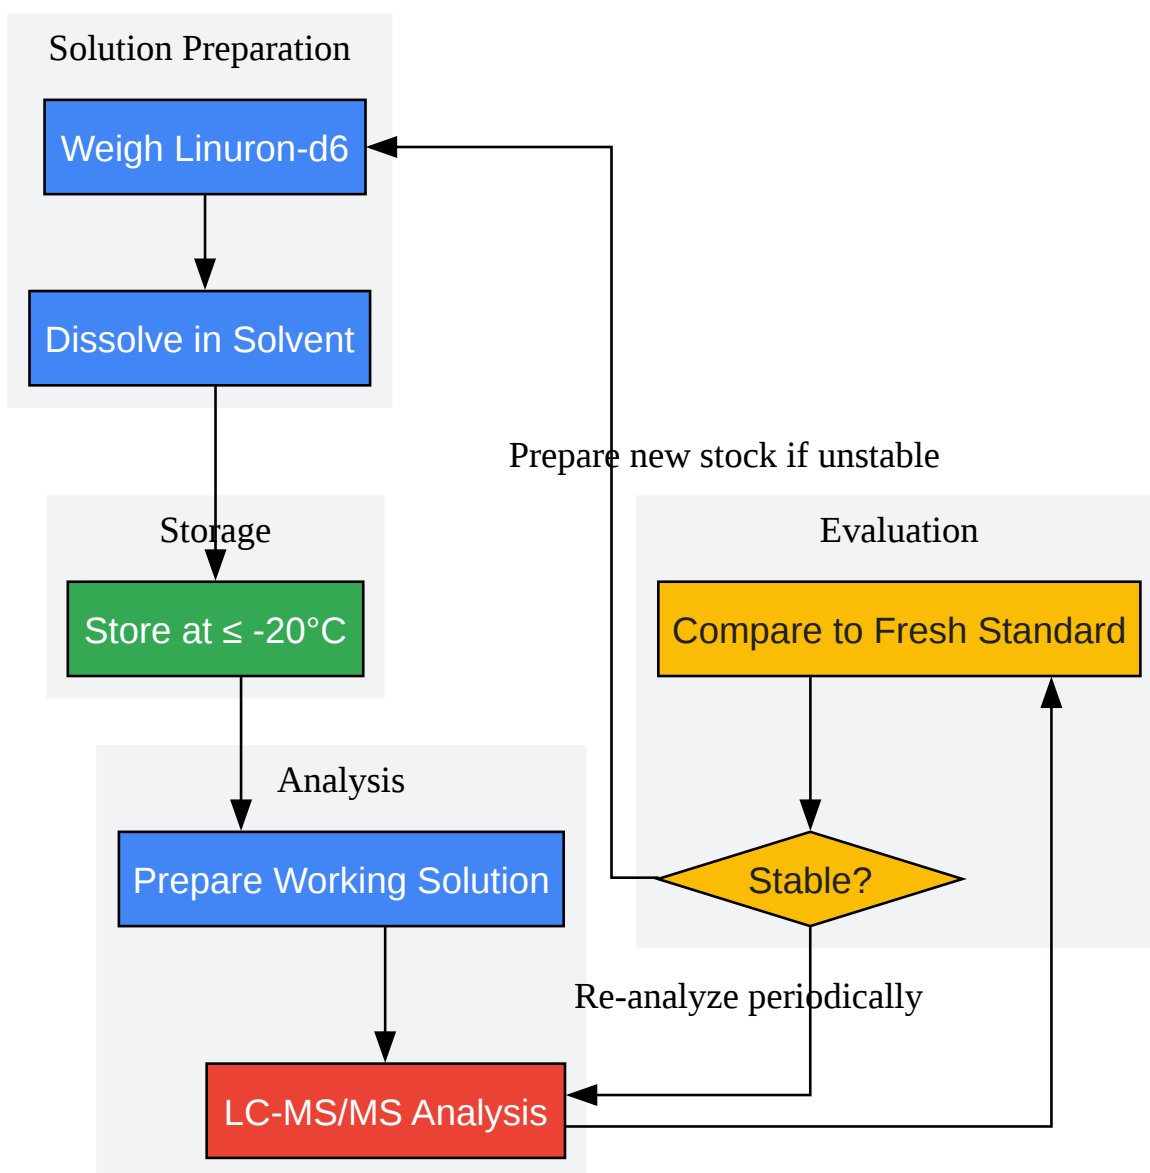 Solution Preparation
Weigh Linuron-d6
Dissolve in Solvent
Prepare new stock if unstable
Storage
Evaluation
Store at ≤ -20°C
Compare to Fresh Standard
Analysis
Prepare Working Solution
Stable?
Re-analyze periodically
LC-MS/MS Analysis